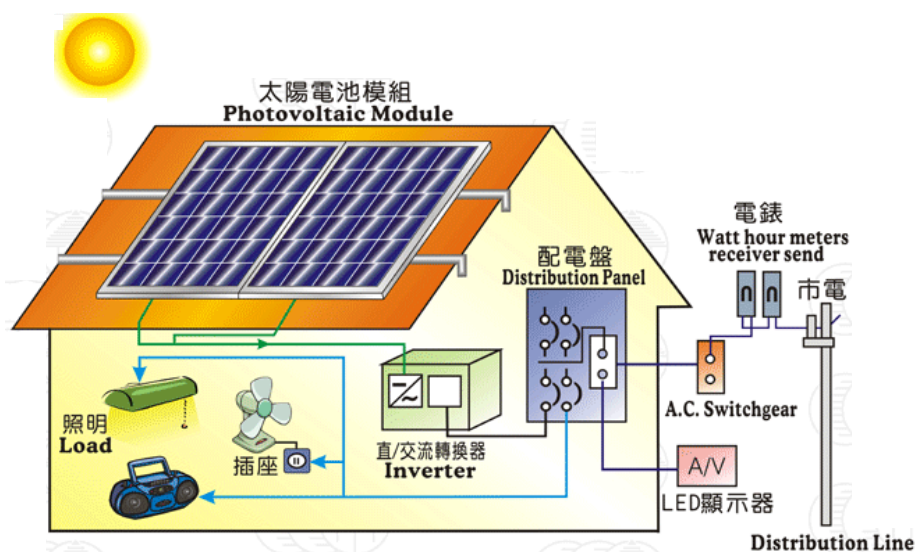 太陽電池模組
Photovoltaic Module
電錶
Watt hour meters
receiver send
配電盤
Distribution Panel
市電
A.C. Switchgear
照明
Load
插座
直/交流轉換器
Inverter
A/V
LED顯示器
Distribution Line